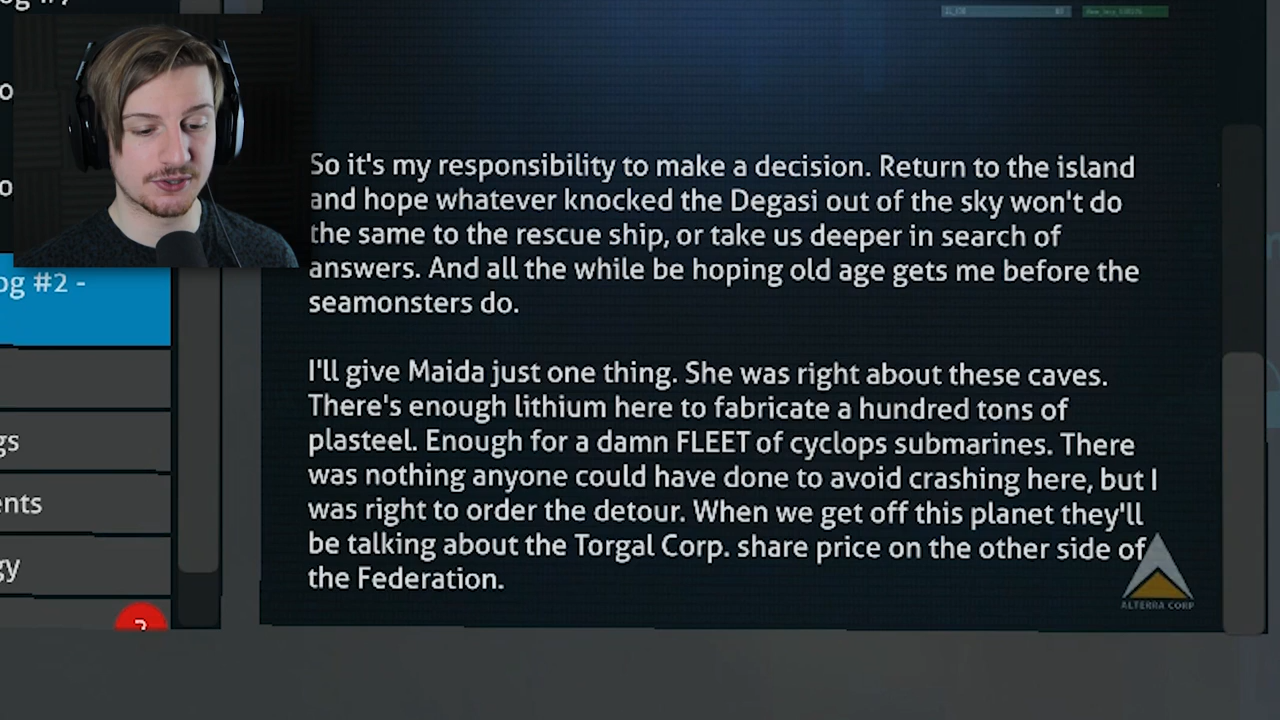 So it's my responsibility to make a decision. Return to the island
and hope whatever knocked the Degasi out of the sky won't do
the same to the rescue ship, or take us deeper in search of
answers. And all the while be hoping old age gets me before the
seamonsters do.
I'll give Maida just one thing. She was right about these caves.
There's enough lithium here to fabricate a hundred tons of
plasteel. Enough for a damn FLEET of cyclops submarines. There
was nothing anyone could have done to avoid crashing here, but I
was right to order the detour. When we get off this planet they'll
be talking about the Torgal Corp. share price on the other side of
the Federation.
og #2 -
gs
ents
gy
ALTERRA CORP